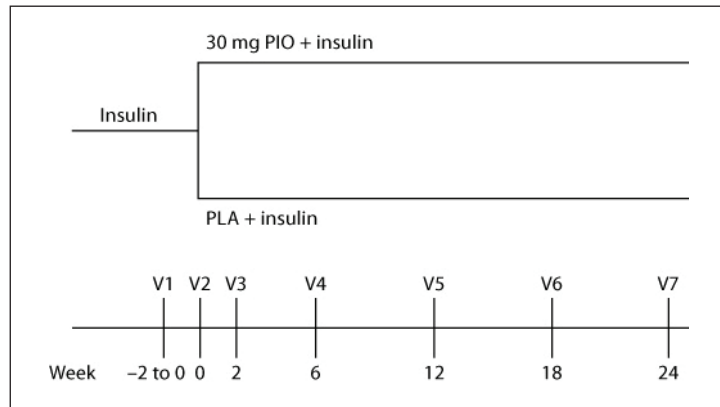 30 mg PIO + insulin
Insulin
PLA + insulin
V1 V2 V3 V4 V5 V6 V7
Week −2 to 0 0 2 6 12 18 24